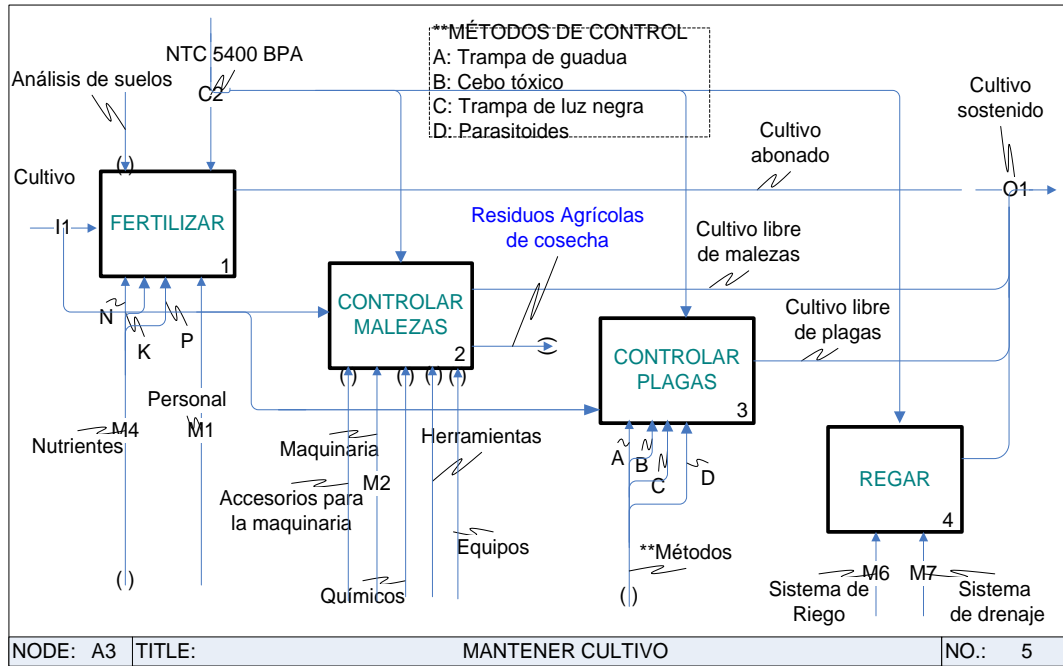 **MÉTODOS DE CONTROL
A: Trampa de guadua
B: Cebo tóxico
C: Trampa de luz negra
D: Parasitoides
NTC 5400 BPA
Análisis de suelos
C2
Cultivo
sostenido
Cultivo
abonado
( )
Cultivo
I1
FERTILIZAR
1
O1
Residuos Agrícolas
de cosecha
Cultivo libre
de malezas
CONTROLAR
MALEZAS
2
( )
Cultivo libre
de plagas
CONTROLAR
PLAGAS
3
N
K
P
( )
( )
( )
( )
Personal
Nutrientes
M4
M1
Maquinaria
M2
Herramientas
Accesorios para
la maquinaria
Equipos
Químicos
A
B
C
D
**Métodos
( )
( )
REGAR
4
M6
M7
Sistema de
Riego
Sistema
de drenaje
NODE: A3
TITLE:
MANTENER CULTIVO
NO.: 5